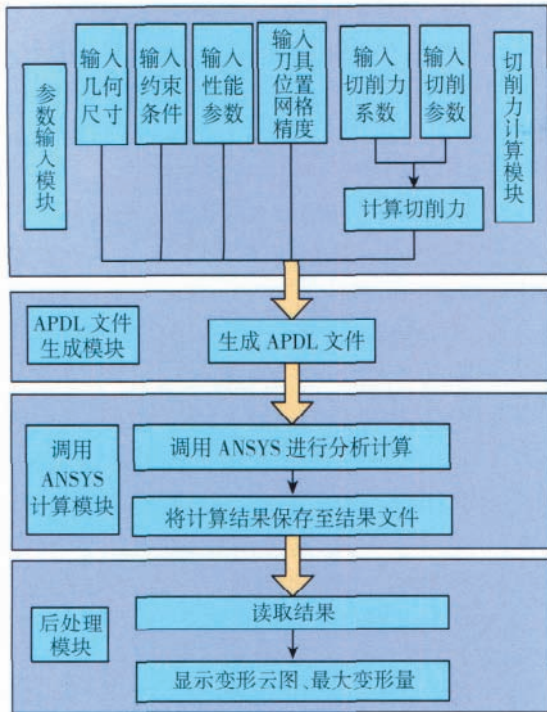 参数输入模块
输入
几何
尺寸
输入
约束
条件
输入
性能
参数
输入
刀具
位置
网格
精度
输入
切削力
系数
输入
切削
参数
切削力计算模块
计算切削力
APDL 文件
生成模块
生成 APDL 文件
调用
ANSYS
计算模块
调用 ANSYS 进行分析计算
将计算结果保存至结果文件
后处理
模块
读取结果
显示变形云图、最大变形量